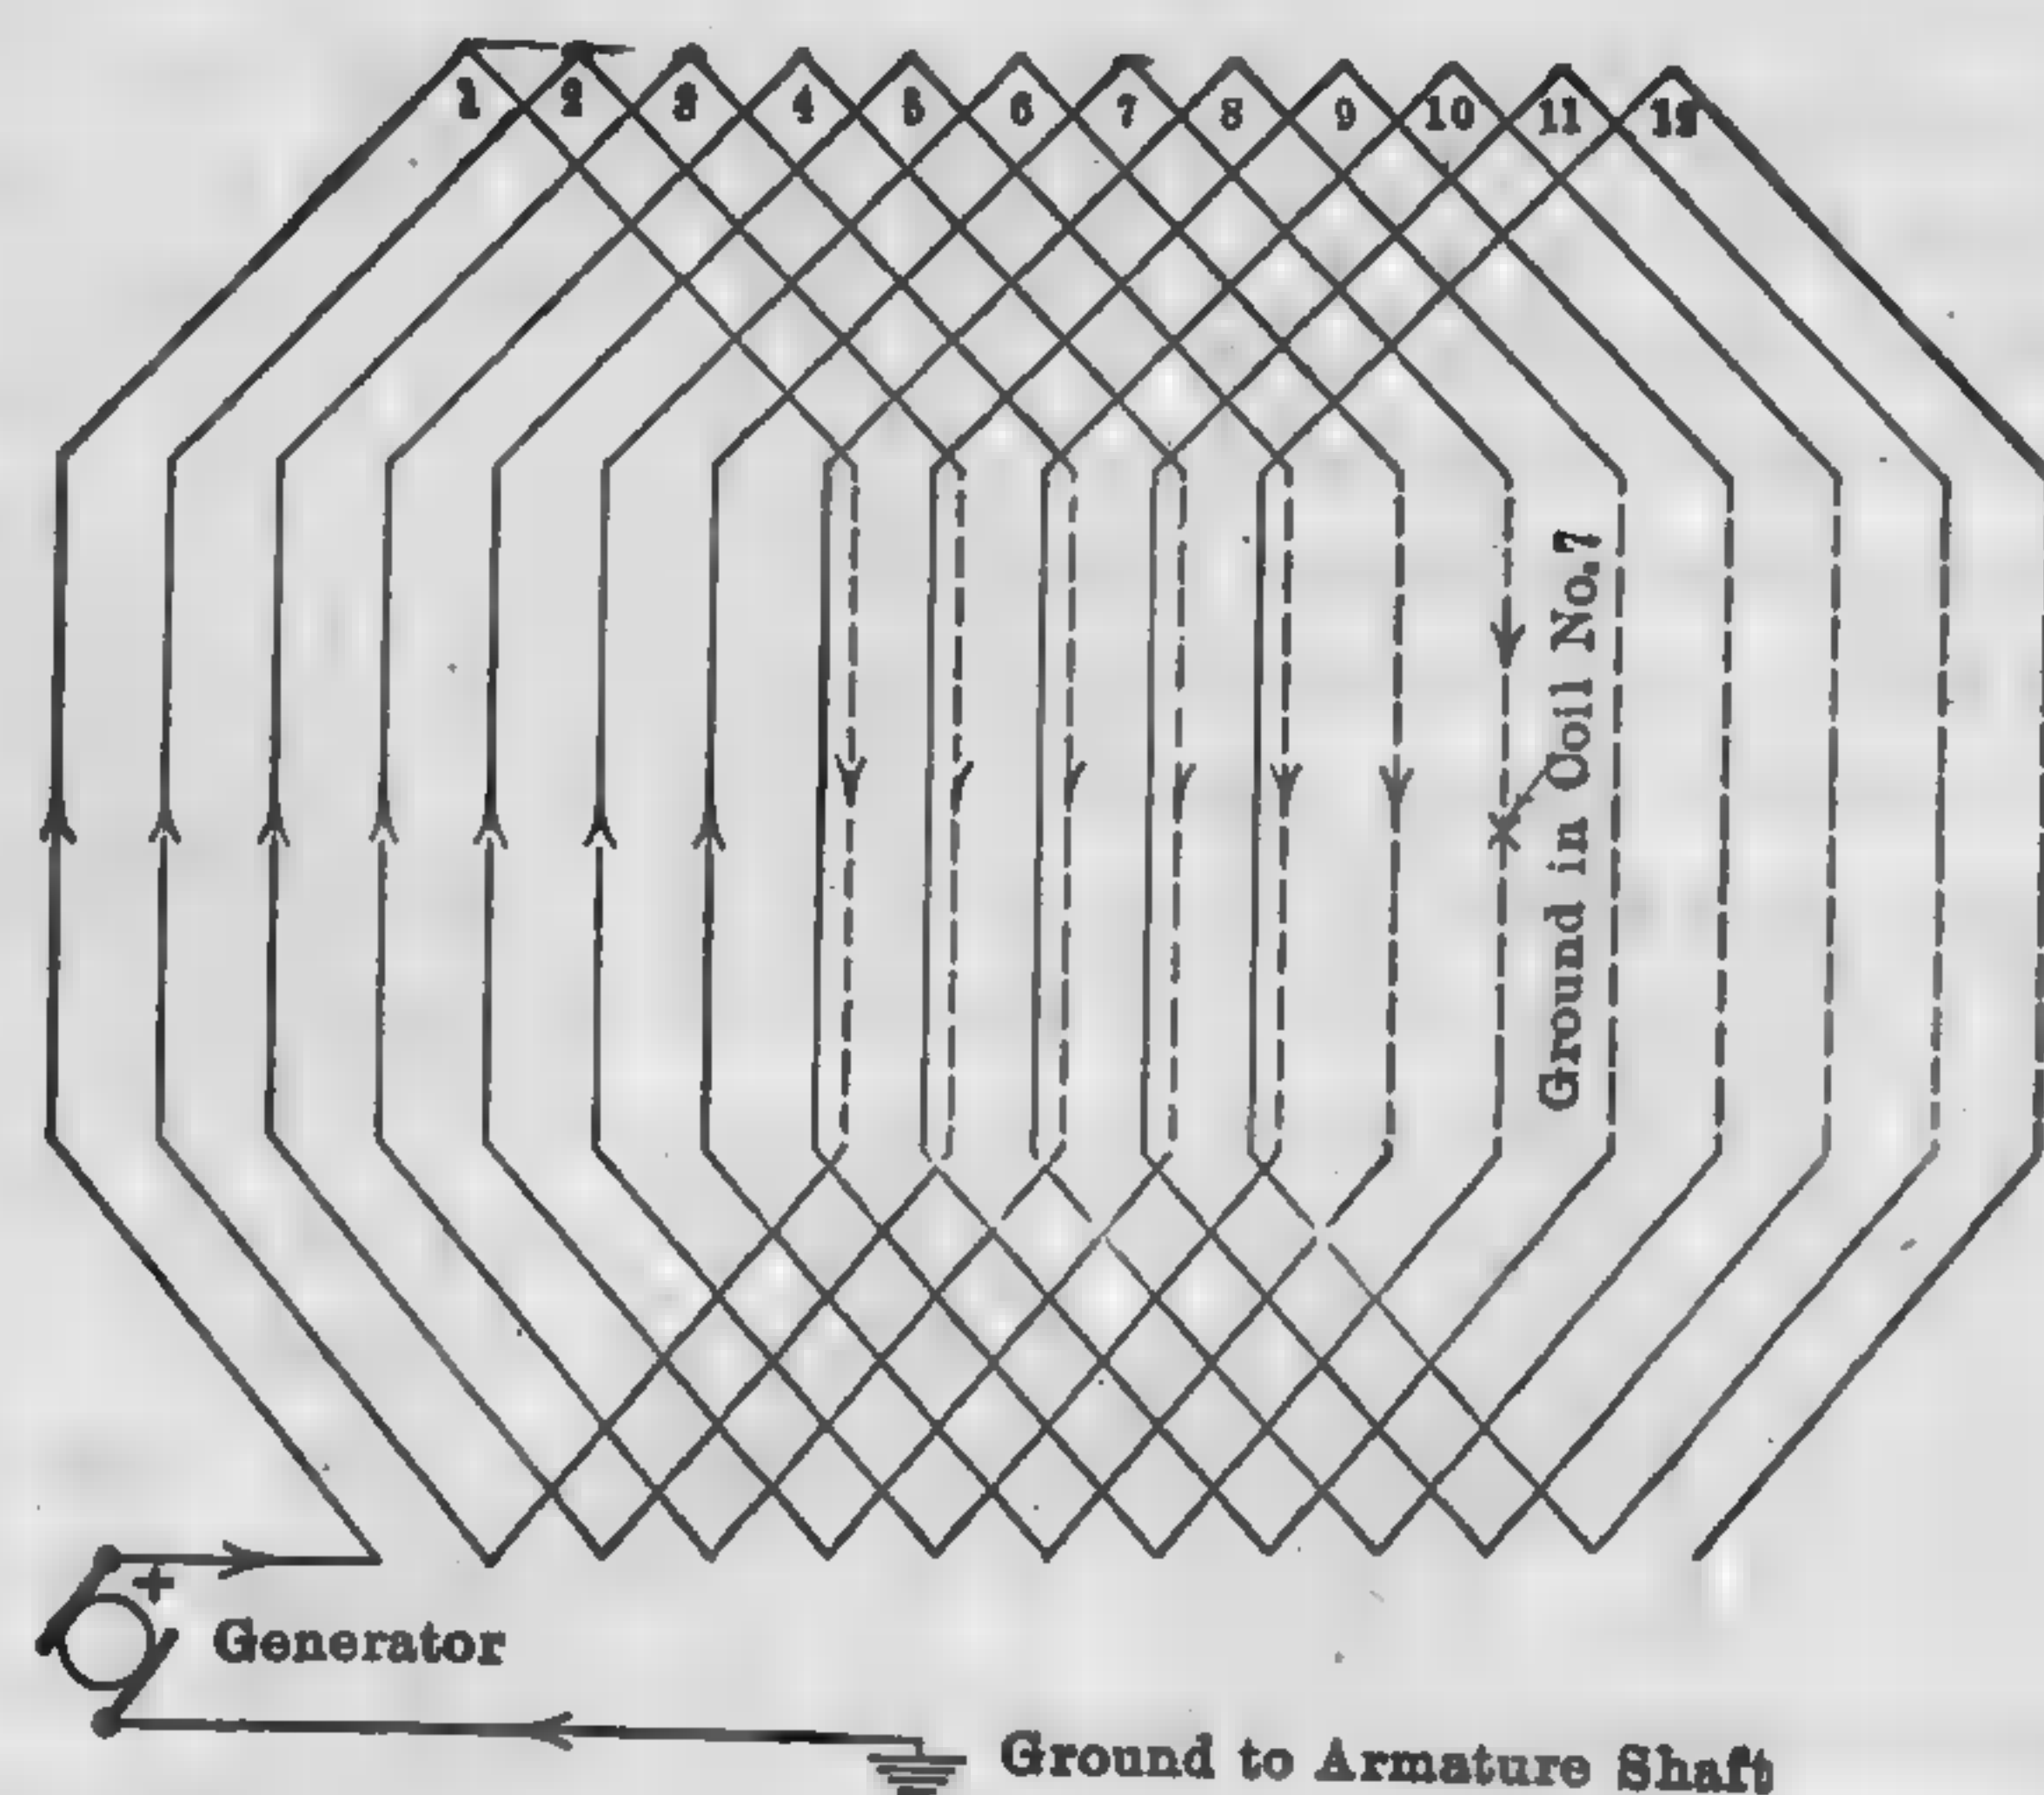 1 2 3 4 5 6 7 8 9 10 11 12
Ground in Coil No. 7
+
Generator
Ground to Armature Shaft